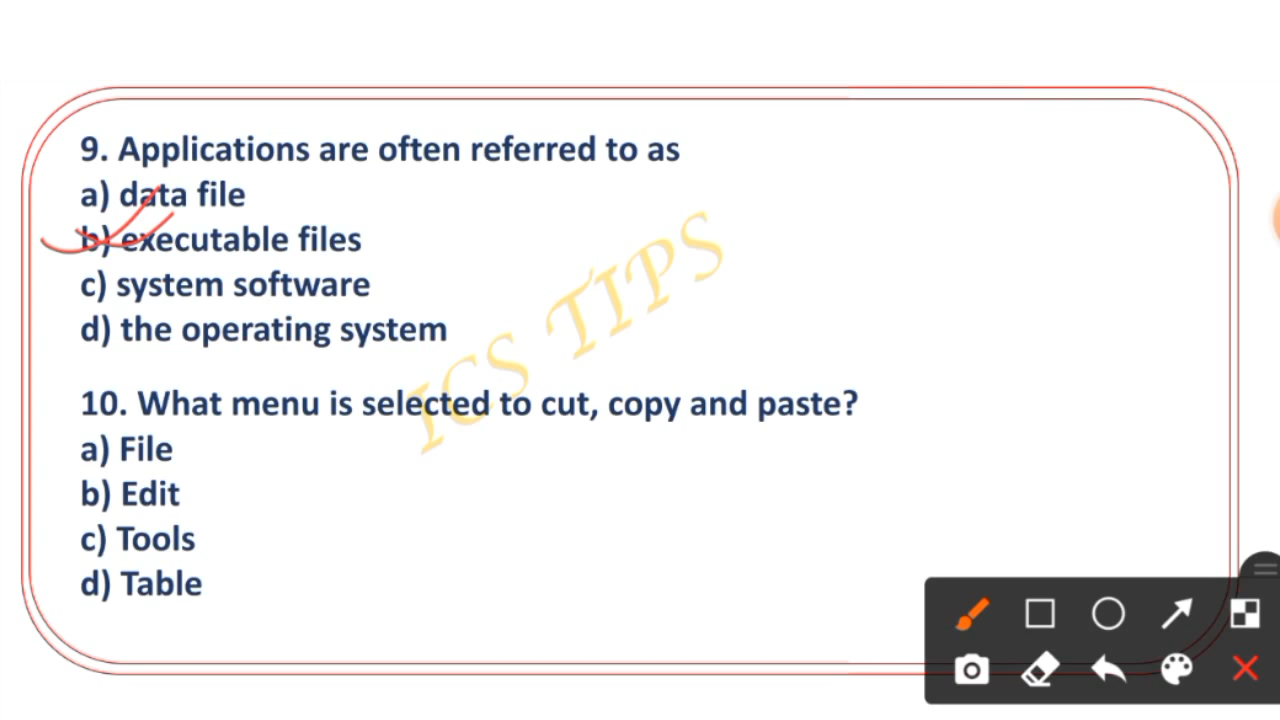 9. Applications are often referred to as
a) data file
b) executable files
c) system software
d) the operating system
ICS TIPS
10. What menu is selected to cut, copy and paste?
a) File
b) Edit
c) Tools
d) Table